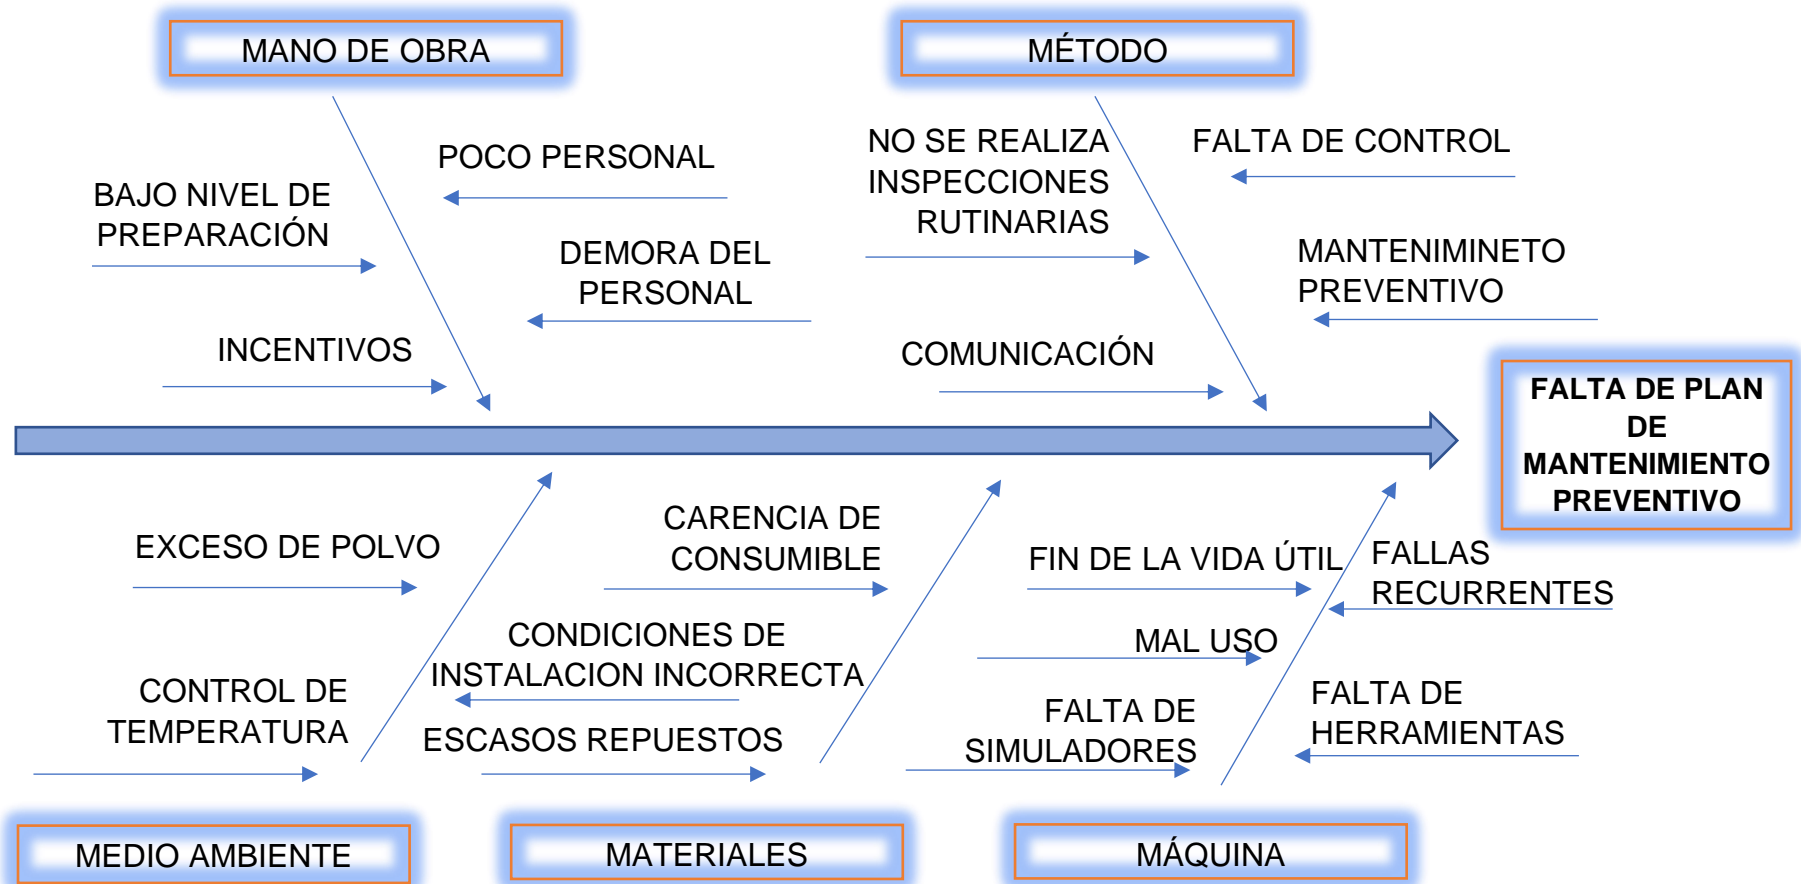 MANO DE OBRA
MÉTODO
POCO PERSONAL
BAJO NIVEL DE
PREPARACIÓN
DEMORA DEL
PERSONAL
INCENTIVOS
NO SE REALIZA
INSPECCIONES
RUTINARIAS
FALTA DE CONTROL
MANTENIMINETO
PREVENTIVO
COMUNICACIÓN
FALTA DE PLAN
DE
MANTENIMIENTO
PREVENTIVO
EXCESO DE POLVO
CONTROL DE
TEMPERATURA
CONDICIONES DE
INSTALACION INCORRECTA
CARENCIA DE
CONSUMIBLE
ESCASOS REPUESTOS
FIN DE LA VIDA ÚTIL
MAL USO
FALTA DE
SIMULADORES
FALLAS
RECURRENTES
FALTA DE
HERRAMIENTAS
MEDIO AMBIENTE
MATERIALES
MÁQUINA